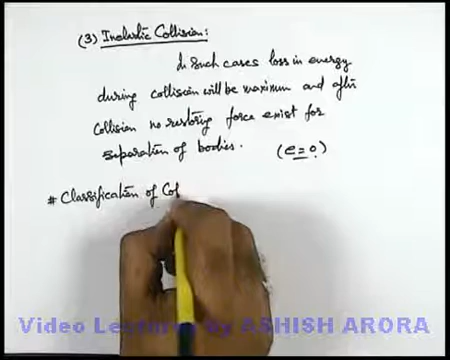 (3) Inelastic Collision:
In such cases loss in energy
during collision will be maximum and after
collision no restoring force exist for
separation of bodies. (e = 0)
# Classification of Col
Video Lectures by ASHISH ARORA